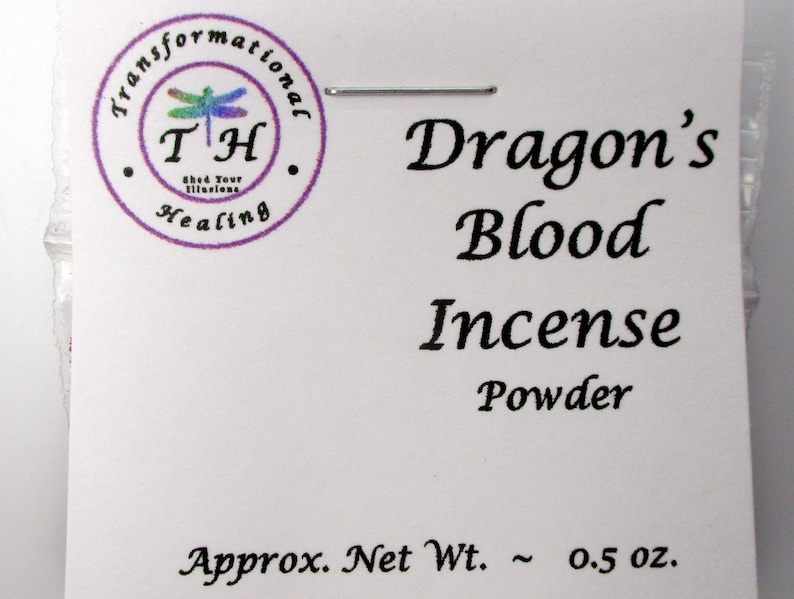 Transformational
T H
Shed Your
Illusions
Healing
Dragon's
Blood
Incense
Powder
Approx. Net Wt. ~ 0.5 oz.